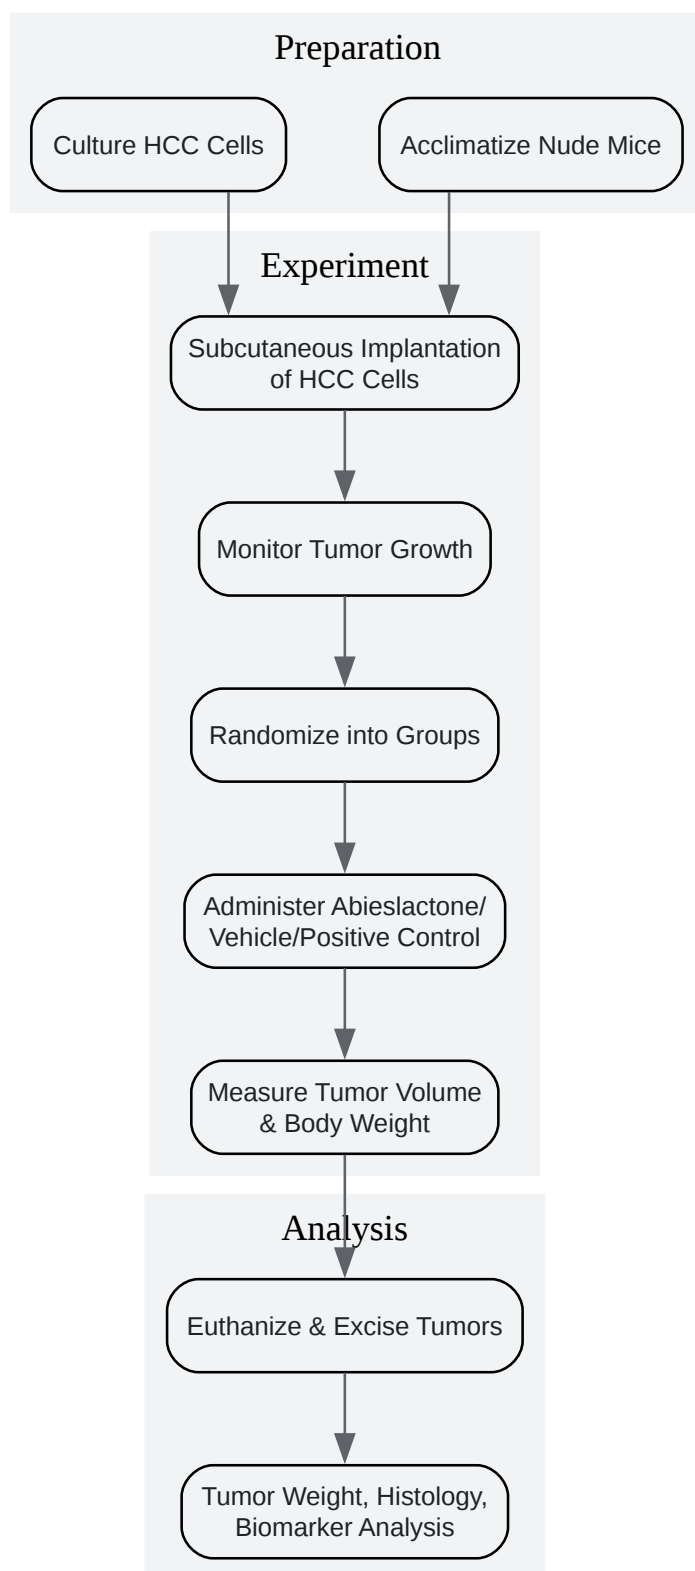 Preparation
Culture HCC Cells
Acclimatize Nude Mice
Experiment
Subcutaneous Implantation
of HCC Cells
Monitor Tumor Growth
Randomize into Groups
Administer Abieslactone/
Vehicle/Positive Control
Measure Tumor Volume
& Body Weight
Analysis
Euthanize & Excise Tumors
Tumor Weight, Histology,
Biomarker Analysis